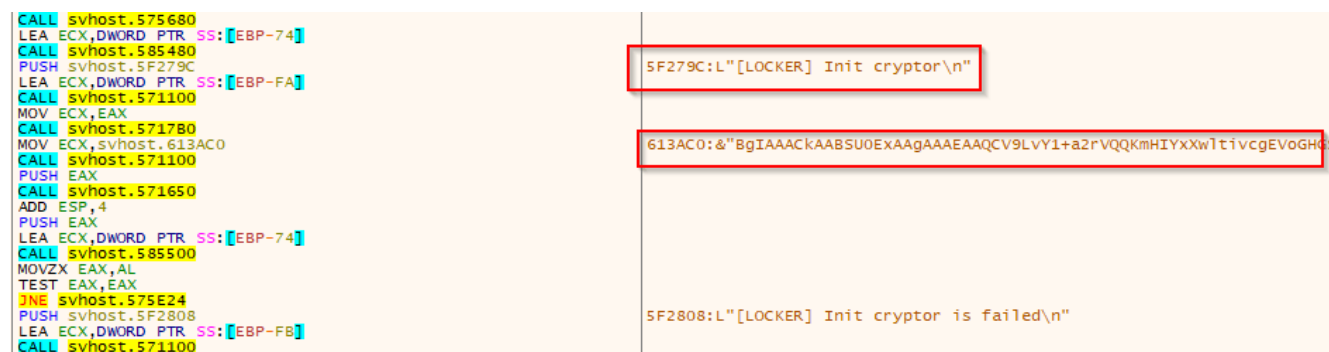 CALL svhost.575680
LEA ECX,DWORD PTR SS:[EBP-74]
CALL svhost.585480
PUSH svhost.5F279C 5F279C:L"[LOCKER] Init cryptor\n"
LEA ECX,DWORD PTR SS:[EBP-FA]
CALL svhost.571100
MOV ECX,EAX
CALL svhost.5717B0
MOV ECX,svhost.613AC0 613AC0:&"BgIAAACkAABSU0ExAAgAAAEAAQCV9LvY1+a2rVQQKmHIYxXwltivcgEVoGHG
CALL svhost.571100
PUSH EAX
CALL svhost.571650
ADD ESP,4
PUSH EAX
LEA ECX,DWORD PTR SS:[EBP-74]
CALL svhost.585500
MOVZX EAX,AL
TEST EAX,EAX
JNE svhost.575E24
PUSH svhost.5F2808 5F2808:L"[LOCKER] Init cryptor is failed\n"
LEA ECX,DWORD PTR SS:[EBP-FB]
CALL svhost.571100